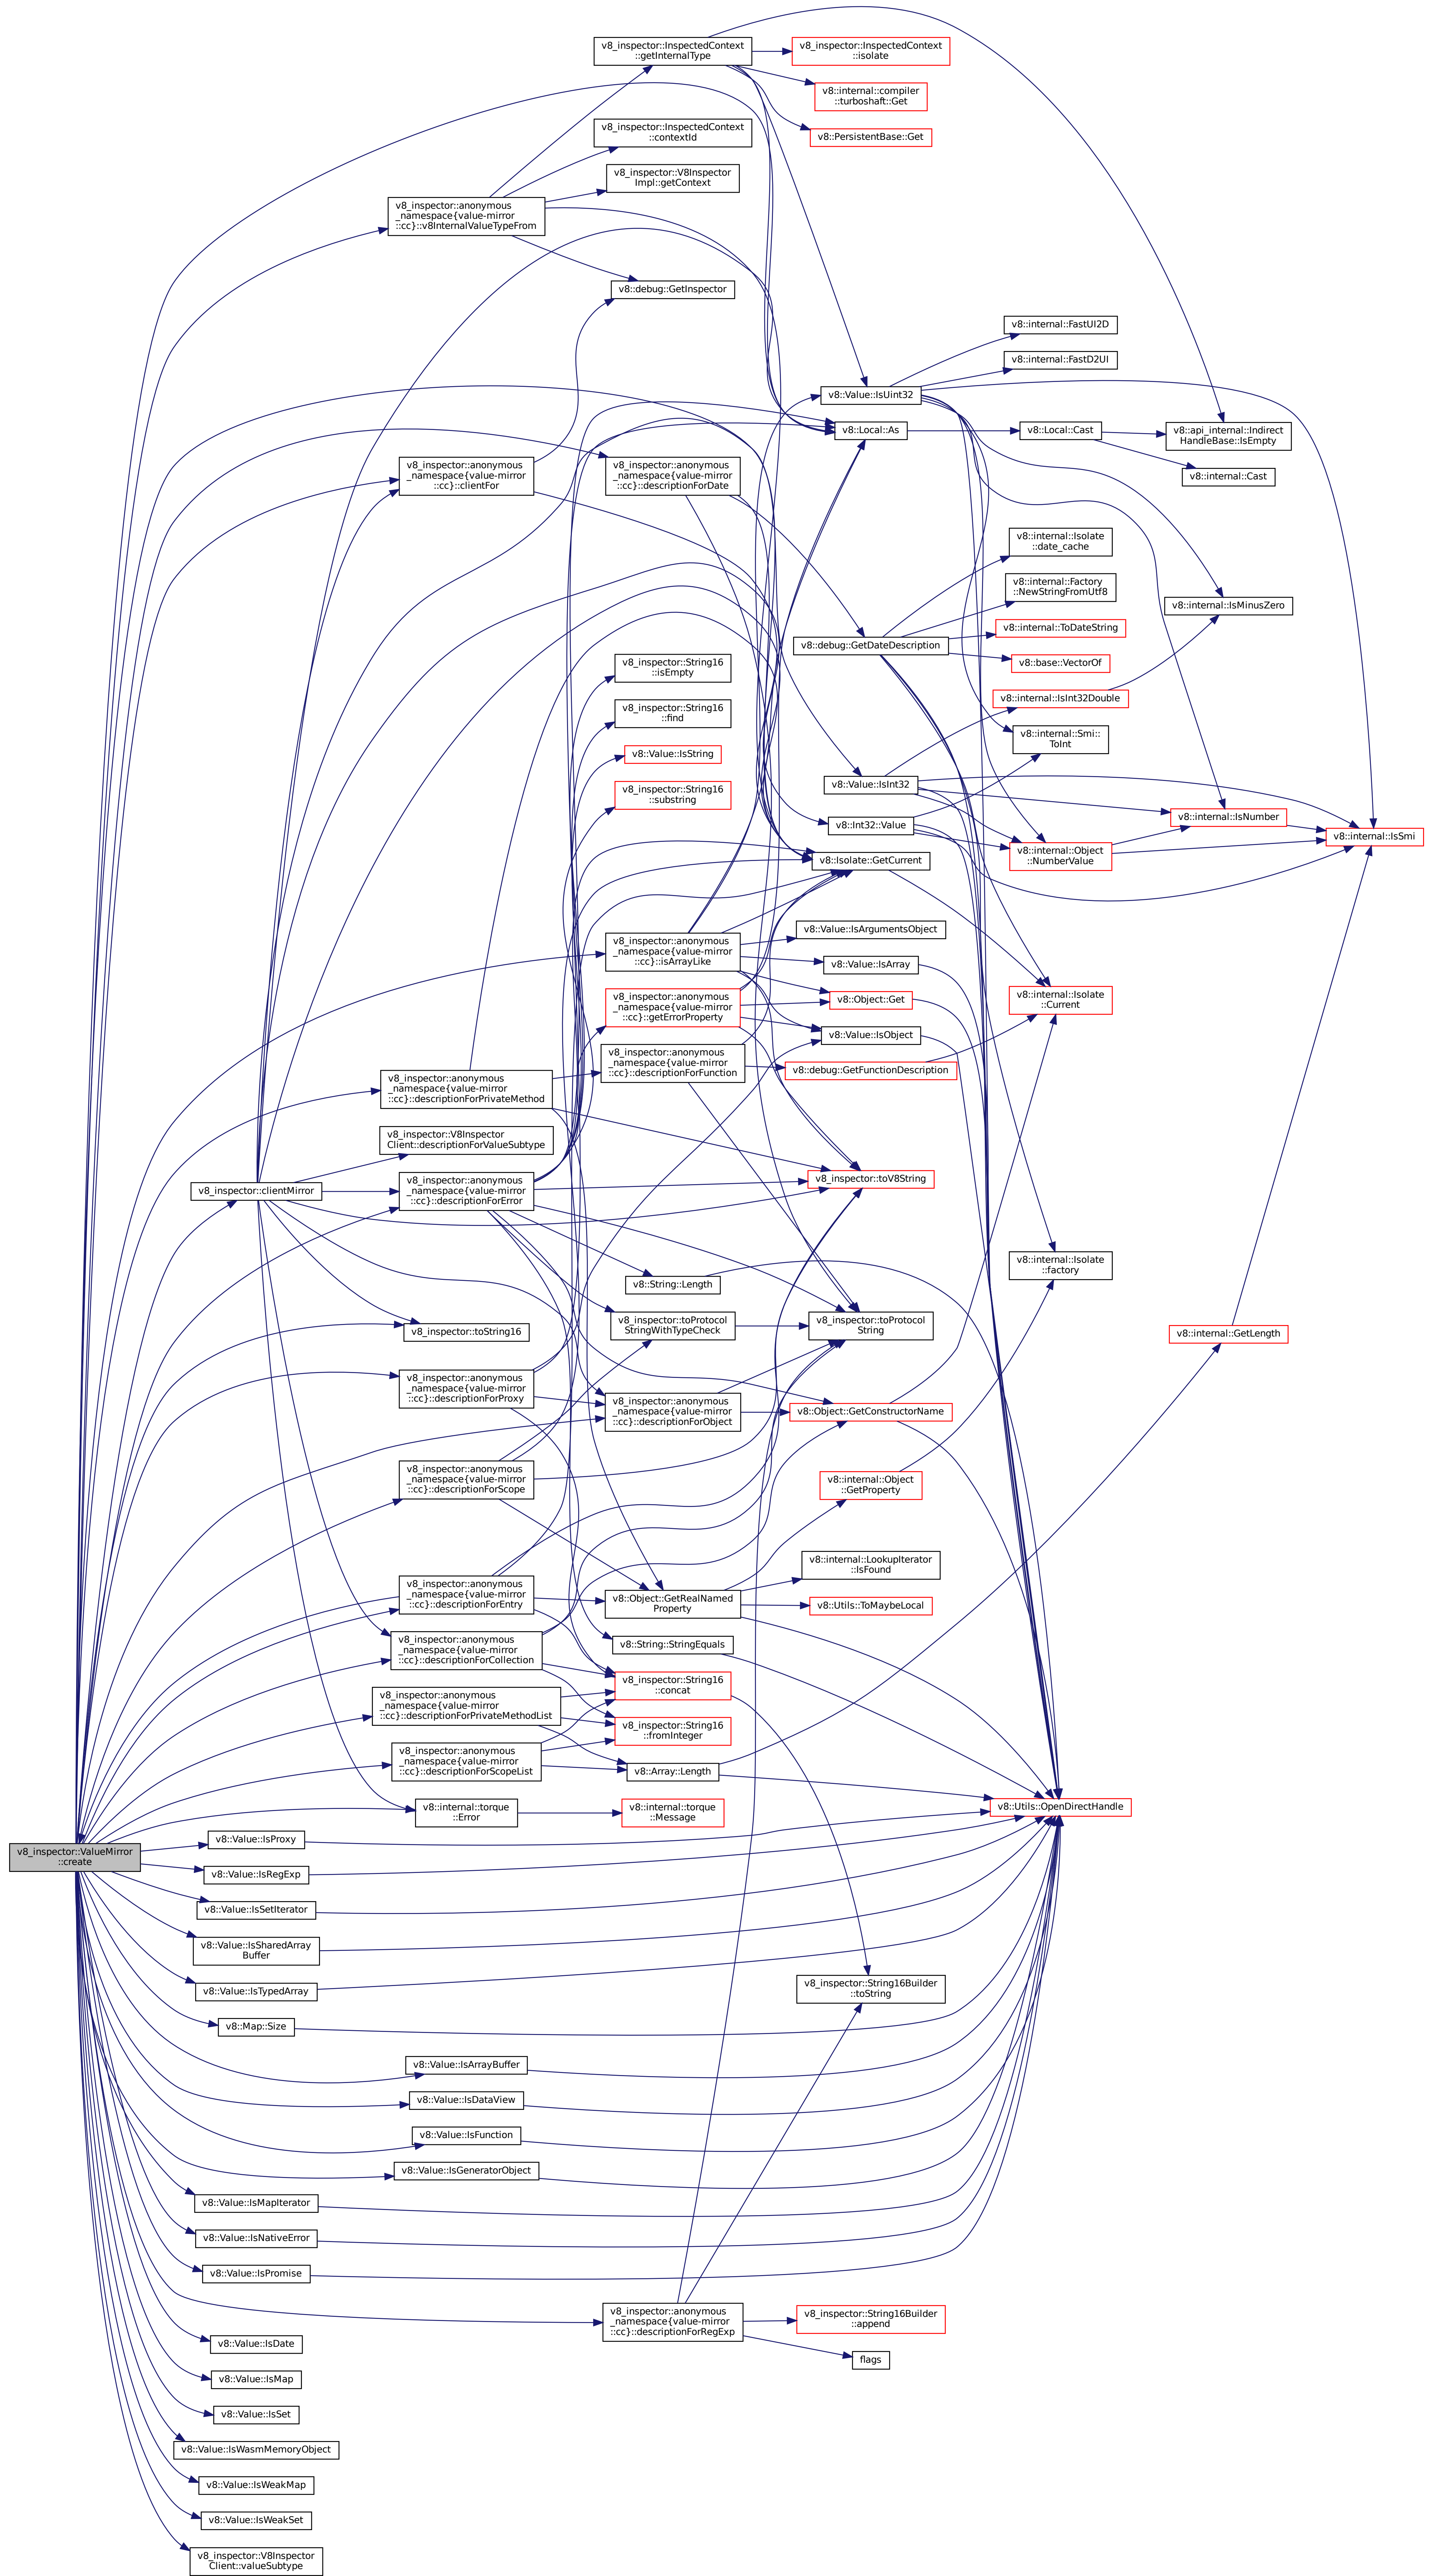 v8_inspector::InspectedContext
::getInternalType
v8_inspector::InspectedContext
::isolate
v8::internal::compiler
::turboshaft::Get
v8::PersistentBase::Get
v8_inspector::InspectedContext
::contextId
v8_inspector::V8Inspector
Impl::getContext
v8_inspector::anonymous
_namespace{value-mirror
::cc}::v8InternalValueTypeFrom
v8::debug::GetInspector
v8::internal::FastUI2D
v8::internal::FastD2UI
v8::Value::IsUint32
v8::Local::As
v8::Local::Cast
v8::api_internal::Indirect
HandleBase::IsEmpty
v8::internal::Cast
v8_inspector::anonymous
_namespace{value-mirror
::cc}::clientFor
v8_inspector::anonymous
_namespace{value-mirror
::cc}::descriptionForDate
v8::internal::Isolate
::date_cache
v8::internal::Factory
::NewStringFromUtf8
v8::internal::IsMinusZero
v8::internal::ToDateString
v8::debug::GetDateDescription
v8::base::VectorOf
v8_inspector::String16
::isEmpty
v8::internal::IsInt32Double
v8_inspector::String16
::find
v8::internal::Smi::
ToInt
v8::Value::IsString
v8_inspector::String16
::substring
v8::Value::IsInt32
v8::internal::IsNumber
v8::Int32::Value
v8::internal::IsSmi
v8::internal::Object
::NumberValue
v8::Isolate::GetCurrent
v8::Value::IsArgumentsObject
v8_inspector::anonymous
_namespace{value-mirror
::cc}::isArrayLike
v8::Value::IsArray
v8::Object::Get
v8::internal::Isolate
::Current
v8_inspector::anonymous
_namespace{value-mirror
::cc}::getErrorProperty
v8::Value::IsObject
v8_inspector::anonymous
_namespace{value-mirror
::cc}::descriptionForFunction
v8::debug::GetFunctionDescription
v8_inspector::anonymous
_namespace{value-mirror
::cc}::descriptionForPrivateMethod
v8_inspector::V8Inspector
Client::descriptionForValueSubtype
v8_inspector::toV8String
v8_inspector::clientMirror
v8_inspector::anonymous
_namespace{value-mirror
::cc}::descriptionForError
v8::internal::Isolate
::factory
v8::String::Length
v8_inspector::toProtocol
StringWithTypeCheck
v8_inspector::toProtocol
String
v8_inspector::toString16
v8::internal::GetLength
v8_inspector::anonymous
_namespace{value-mirror
::cc}::descriptionForProxy
v8_inspector::anonymous
_namespace{value-mirror
::cc}::descriptionForObject
v8::Object::GetConstructorName
v8_inspector::anonymous
_namespace{value-mirror
::cc}::descriptionForScope
v8::internal::Object
::GetProperty
v8::internal::LookupIterator
::IsFound
v8_inspector::anonymous
_namespace{value-mirror
::cc}::descriptionForEntry
v8::Object::GetRealNamed
Property
v8::Utils::ToMaybeLocal
v8_inspector::anonymous
_namespace{value-mirror
::cc}::descriptionForCollection
v8::String::StringEquals
v8_inspector::String16
::concat
v8_inspector::anonymous
_namespace{value-mirror
::cc}::descriptionForPrivateMethodList
v8_inspector::String16
::fromInteger
v8_inspector::anonymous
_namespace{value-mirror
::cc}::descriptionForScopeList
v8::Array::Length
v8::Utils::OpenDirectHandle
v8::internal::torque
::Error
v8::internal::torque
::Message
v8_inspector::ValueMirror
::create
v8::Value::IsProxy
v8::Value::IsRegExp
v8::Value::IsSetIterator
v8::Value::IsSharedArray
Buffer
v8::Value::IsTypedArray
v8_inspector::String16Builder
::toString
v8::Map::Size
v8::Value::IsArrayBuffer
v8::Value::IsDataView
v8::Value::IsFunction
v8::Value::IsGeneratorObject
v8::Value::IsMapIterator
v8::Value::IsNativeError
v8::Value::IsPromise
v8_inspector::anonymous
_namespace{value-mirror
::cc}::descriptionForRegExp
v8_inspector::String16Builder
::append
v8::Value::IsDate
flags
v8::Value::IsMap
v8::Value::IsSet
v8::Value::IsWasmMemoryObject
v8::Value::IsWeakMap
v8::Value::IsWeakSet
v8_inspector::V8Inspector
Client::valueSubtype